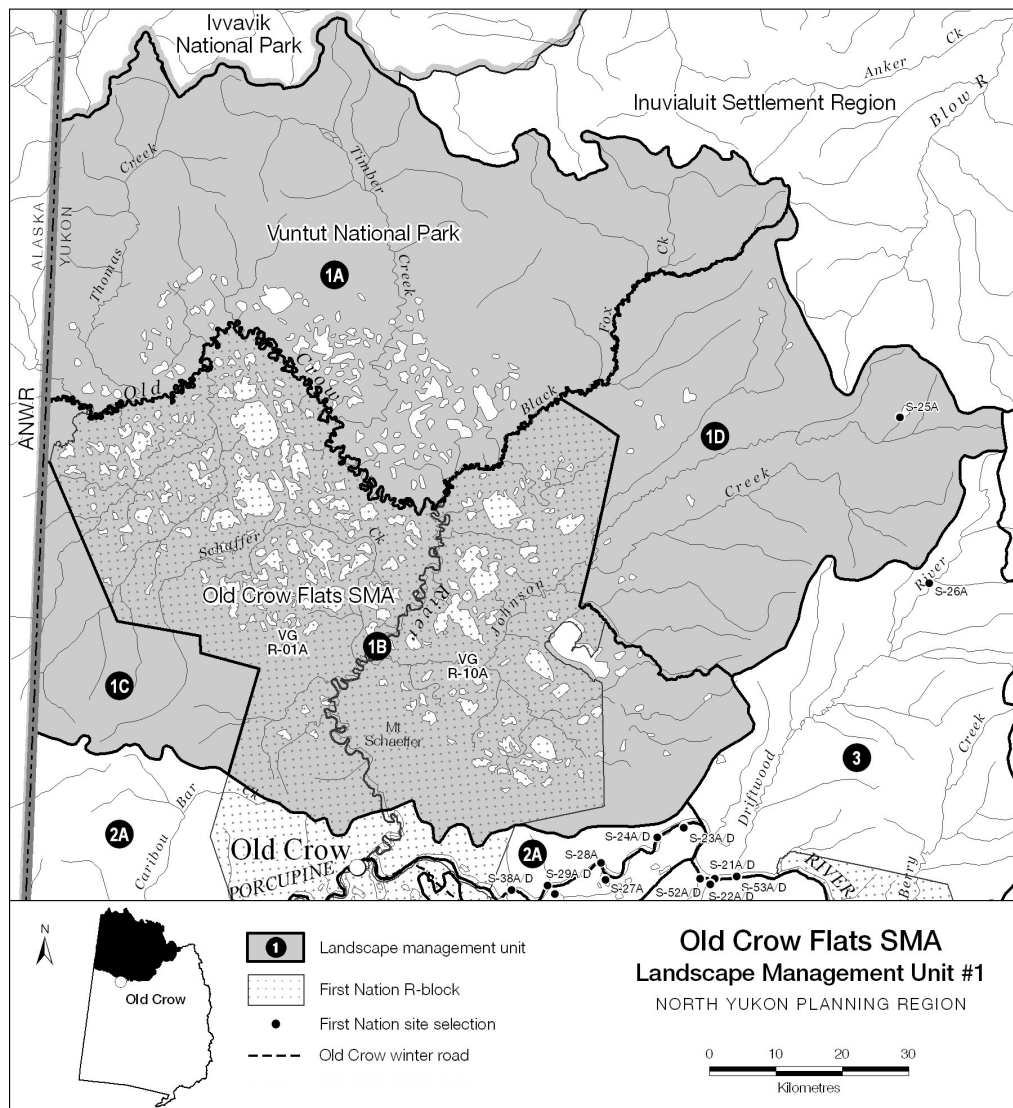 Ivvavik
National Park
Anker Ck
Blow R
Inuvialuit Settlement Region
Creek
Timber
Creek
ALASKA
YUKON
Thomas
Vuntut National Park
1A
Ck
Fox
Old
Crow
Black
ANWR
S-25A
1D
Creek
Schaffer
Ck
River
Johnson
River
S-26A
Old Crow Flats SMA
VG
R-01A
1B
VG
R-10A
1C
Mt
Schaeffer
Driftwood
3
Creek
2A
Caribou
Bar
Ck
Old Crow
PORCUPINE
2A
S-24A/D
S-23A/D
S-28A
S-29A/D
S-38A/D
S-27A
S-21A/D
S-52A/D
S-53A/D
S-22A/D
RIVER
Berry
N
Old Crow
1
Landscape management unit
First Nation R-block
First Nation site selection
Old Crow winter road
Old Crow Flats SMA
Landscape Management Unit #1
NORTH YUKON PLANNING REGION
0 10 20 30
Kilometres